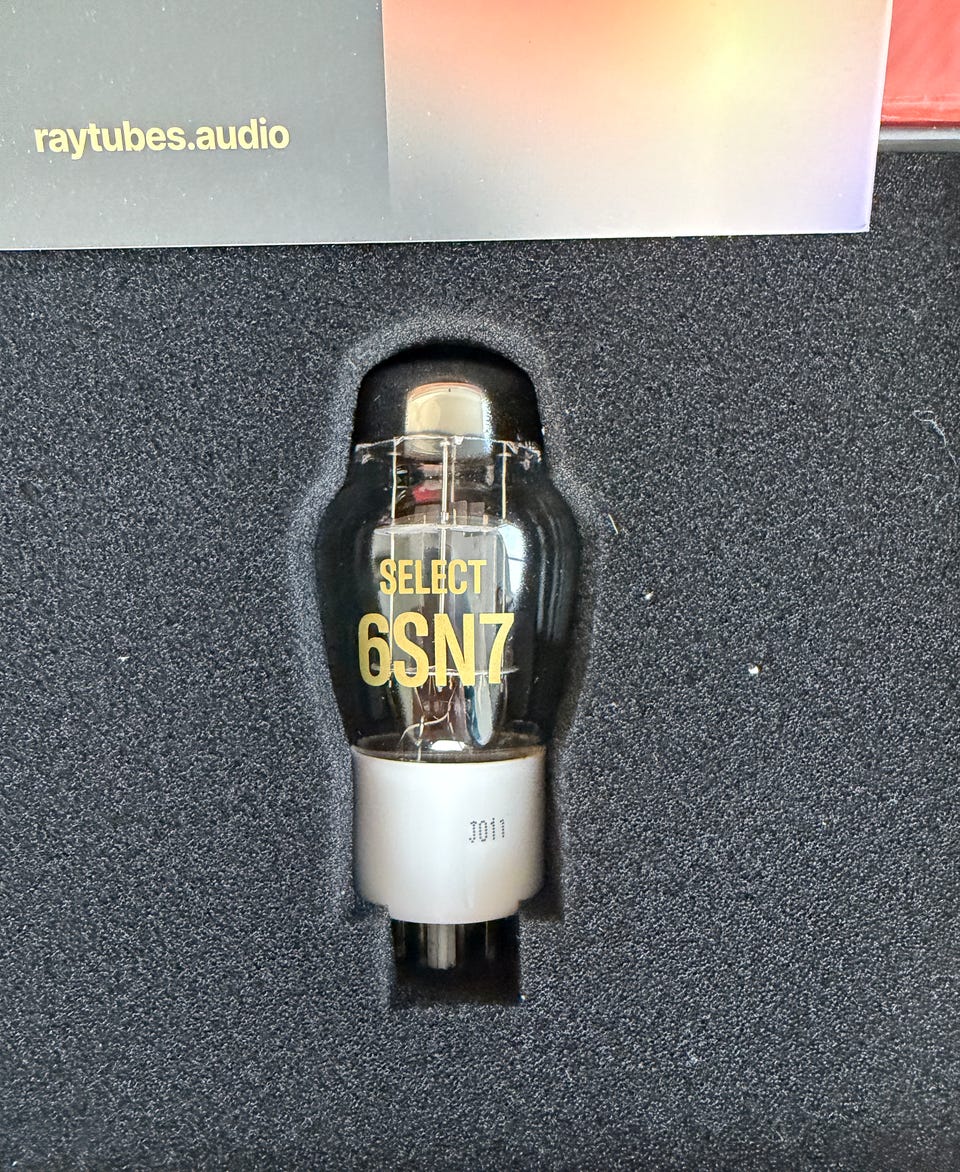 raytubes.audio
SELECT
6SN7
J011